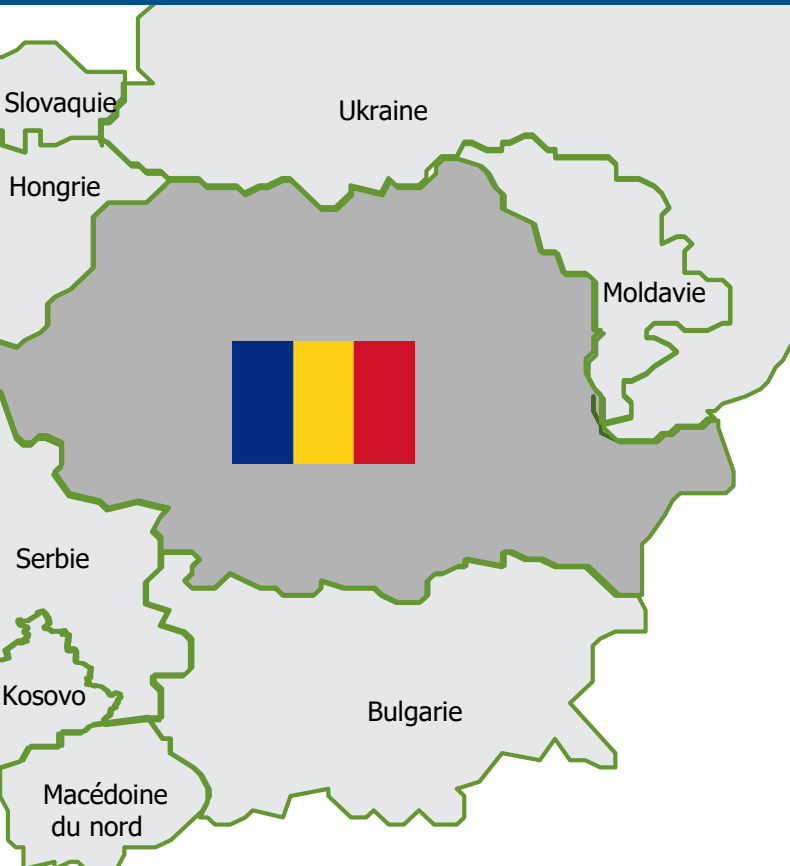 Slovaquie
Ukraine
Hongrie
Moldavie
Serbie
Kosovo
Bulgarie
Macédoine
du nord